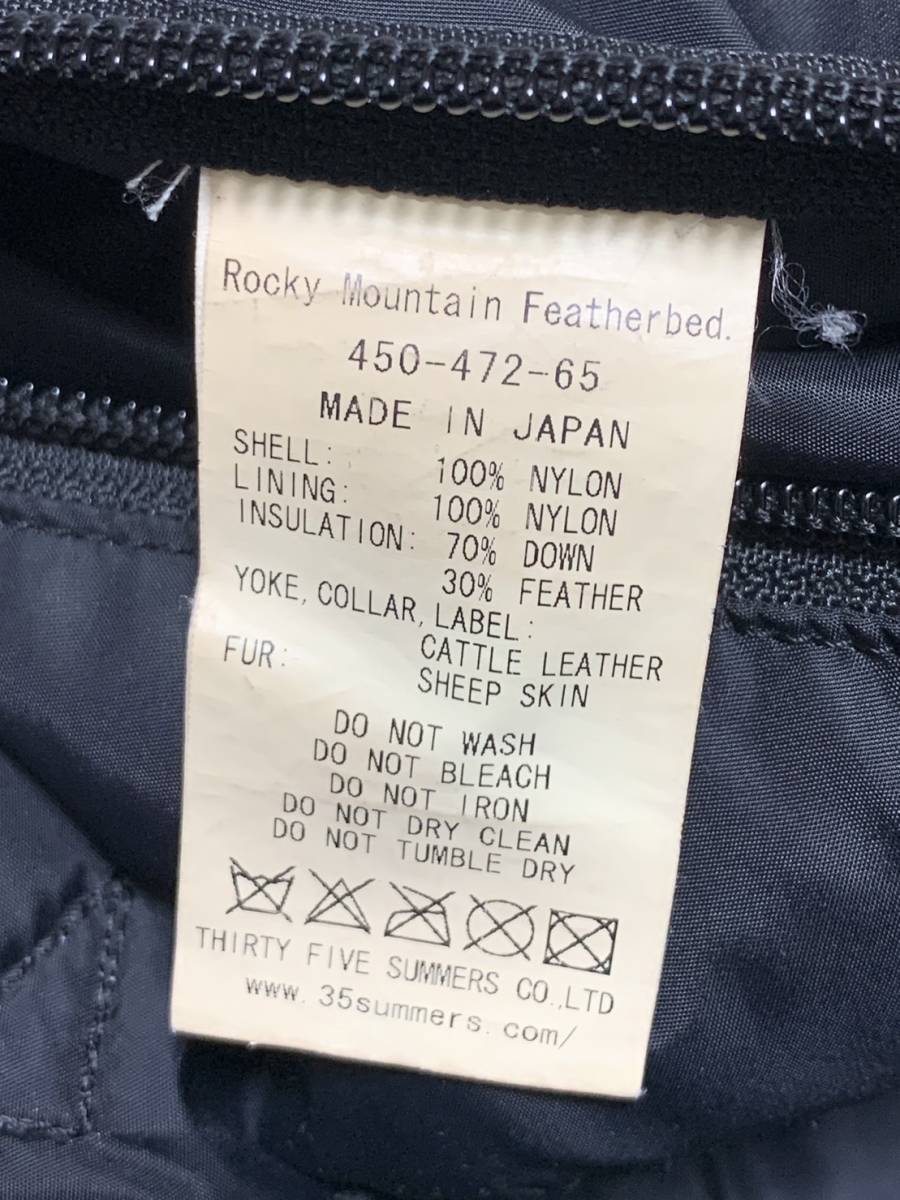 Rocky Mountain Featherbed.
450-472-65
MADE IN JAPAN
SHELL: 100% NYLON
LINING: 100% NYLON
INSULATION: 70% DOWN
30% FEATHER
YOKE, COLLAR, LABEL:
CATTLE LEATHER
FUR: SHEEP SKIN
DO NOT WASH
DO NOT BLEACH
DO NOT IRON
DO NOT DRY CLEAN
DO NOT TUMBLE DRY
THIRTY FIVE SUMMERS CO.,LTD
www.35summers.com/